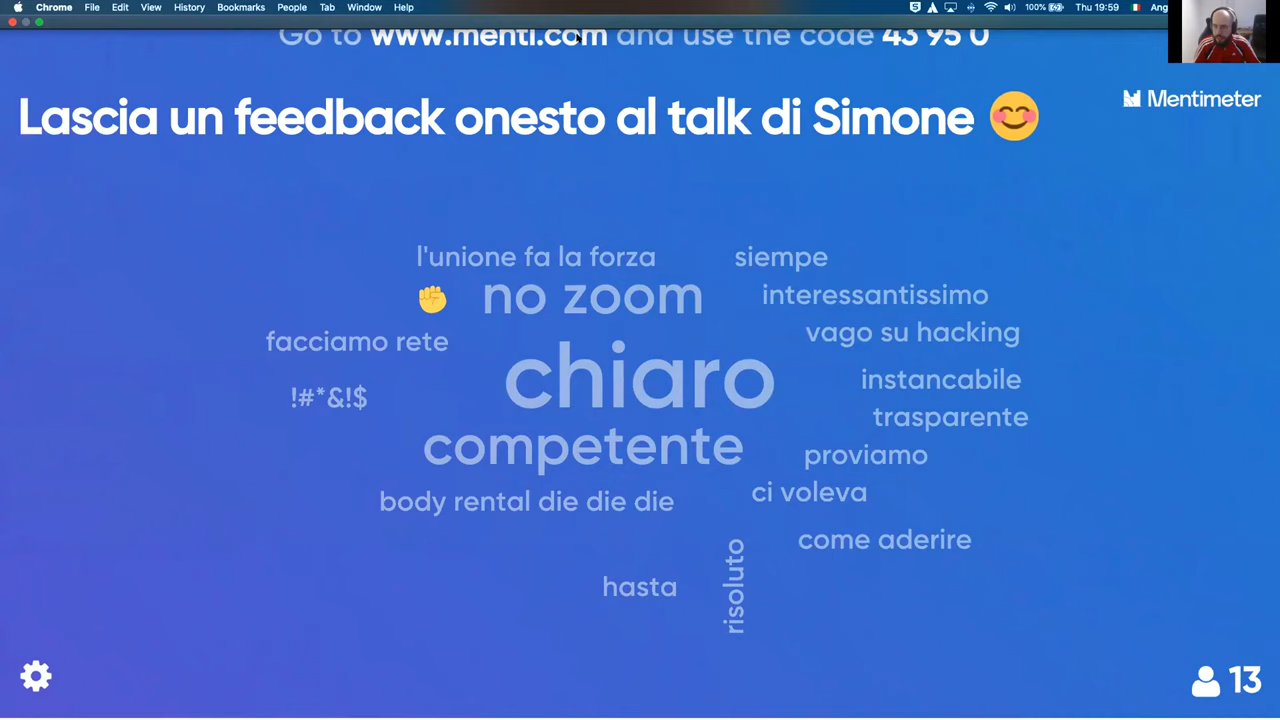 Chrome File Edit View History Bookmarks People Tab Window Help 100% Thu 19:59 Ang
Go to www.menti.com and use the code 43 95 0
Lascia un feedback onesto al talk di Simone 😊
Mentimeter
l'unione fa la forza
siempe
✊
no zoom
interessantissimo
vago su hacking
facciamo rete
chiaro
instancabile
!#*&!$
trasparente
competente
proviamo
body rental die die die
ci voleva
come aderire
hasta
risoluto
13